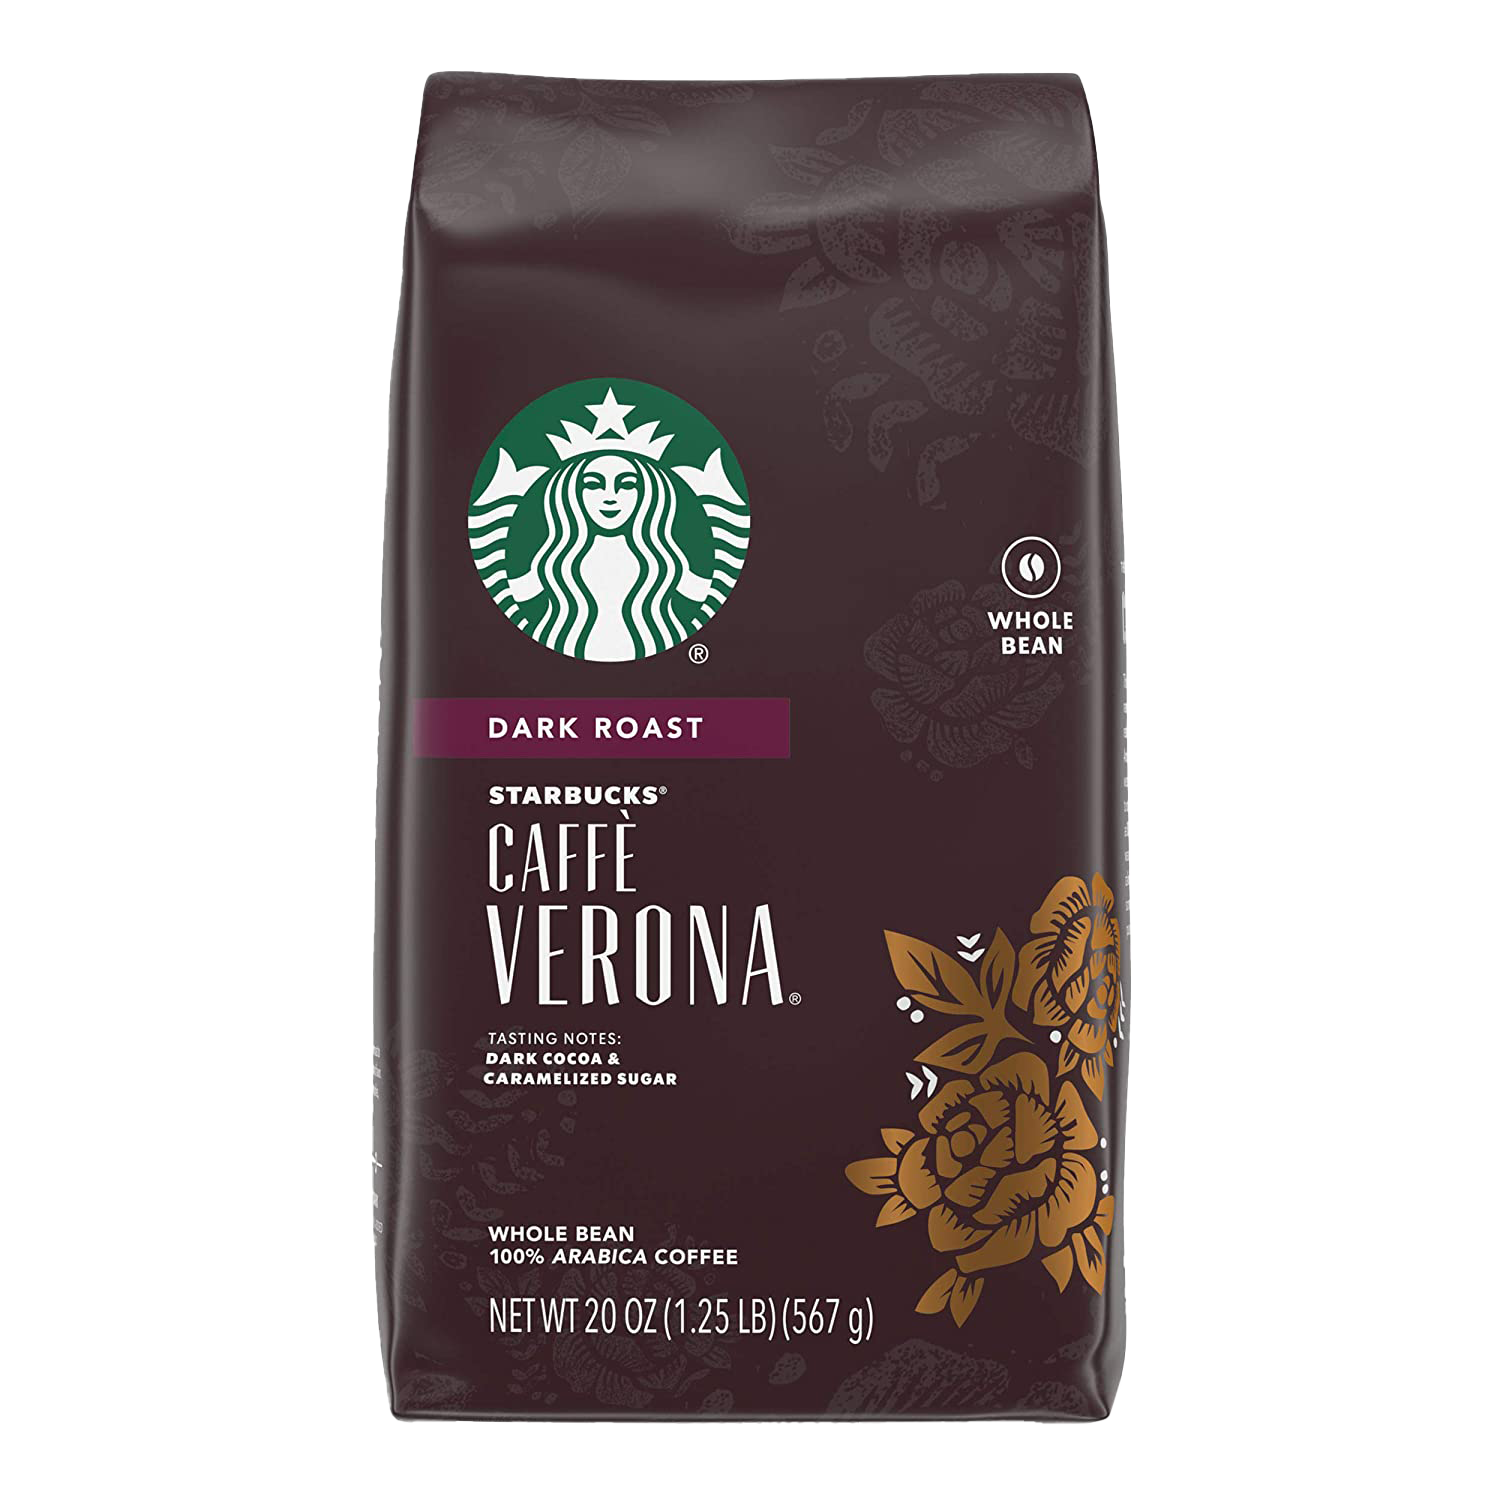 WHOLE
BEAN
®
DARK ROAST
STARBUCKS®
CAFFÈ
VERONA®
TASTING NOTES:
DARK COCOA &
CARAMELIZED SUGAR
WHOLE BEAN
100% ARABICA COFFEE
NET WT 20 OZ (1.25 LB) (567 g)